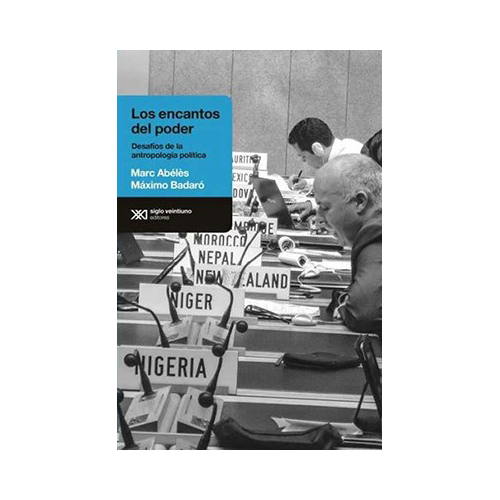 Los encantos
del poder
Desafíos de la
antropología política
Marc Abélès
Máximo Badaró
siglo veintiuno
editores
MAURITIU
MEXICO
MOROCCO
NEPAL
NEW ZEALAND
NIGER
NIGERIA